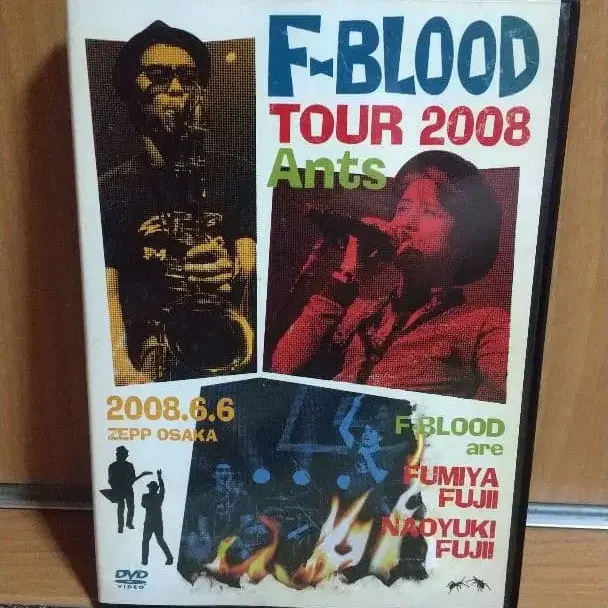 F-BLOOD
TOUR 2008
Ants
2008.6.6
ZEPP OSAKA
F-BLOOD
are
FUMIYA
FUJII
NAOYUKI
FUJII
DVD
VIDEO